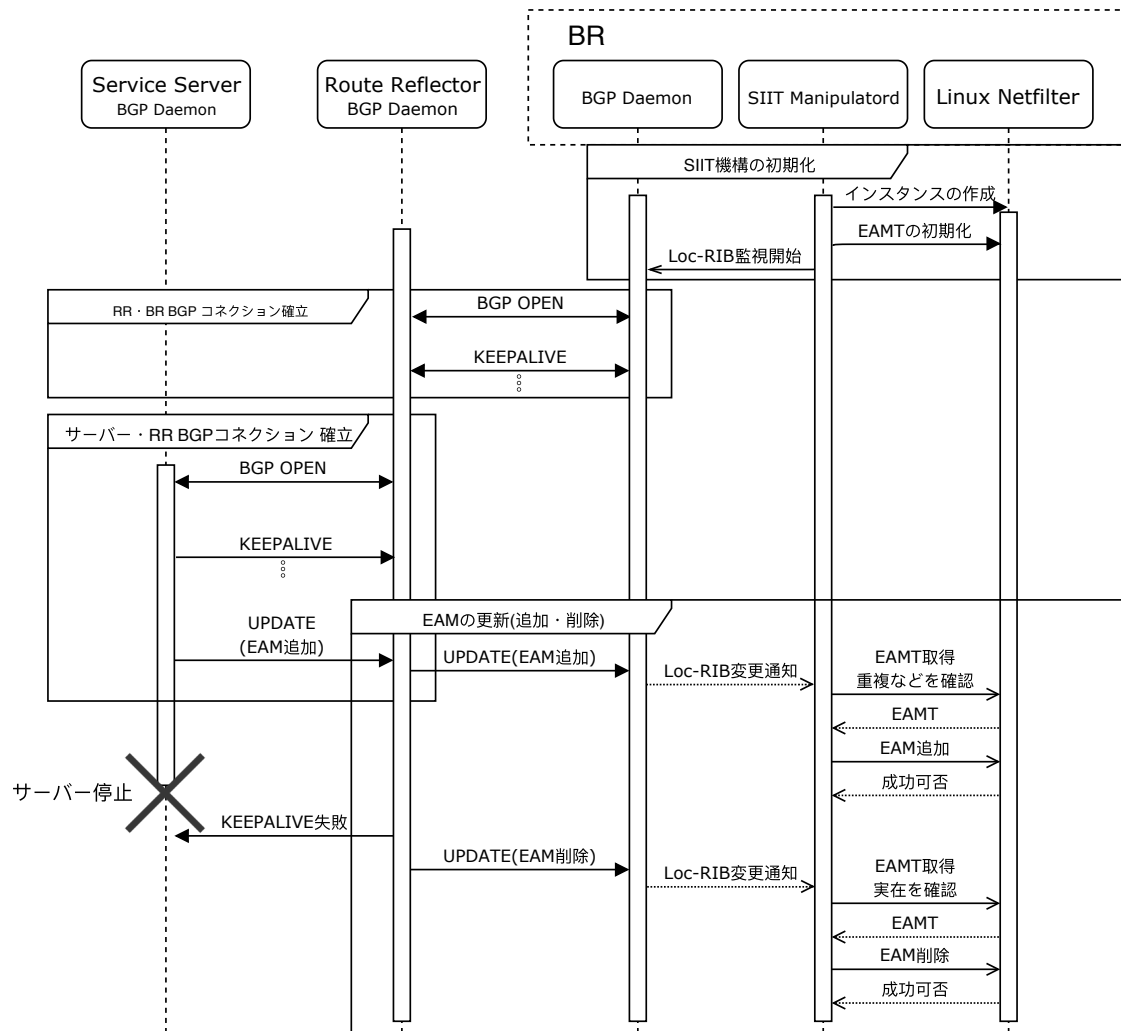 BR
Service Server
BGP Daemon
Route Reflector
BGP Daemon
BGP Daemon
SIIT Manipulatord
Linux Netfilter
SIIT機構の初期化
インスタンスの作成
EAMTの初期化
Loc-RIB監視開始
RR・BR BGP コネクション確立
BGP OPEN
KEEPALIVE
サーバー・RR BGPコネクション 確立
BGP OPEN
KEEPALIVE
EAMの更新(追加・削除)
UPDATE
(EAM追加)
UPDATE(EAM追加)
Loc-RIB変更通知
EAMT取得
重複などを確認
EAMT
EAM追加
成功可否
サーバー停止
KEEPALIVE失敗
UPDATE(EAM削除)
Loc-RIB変更通知
EAMT取得
実在を確認
EAMT
EAM削除
成功可否